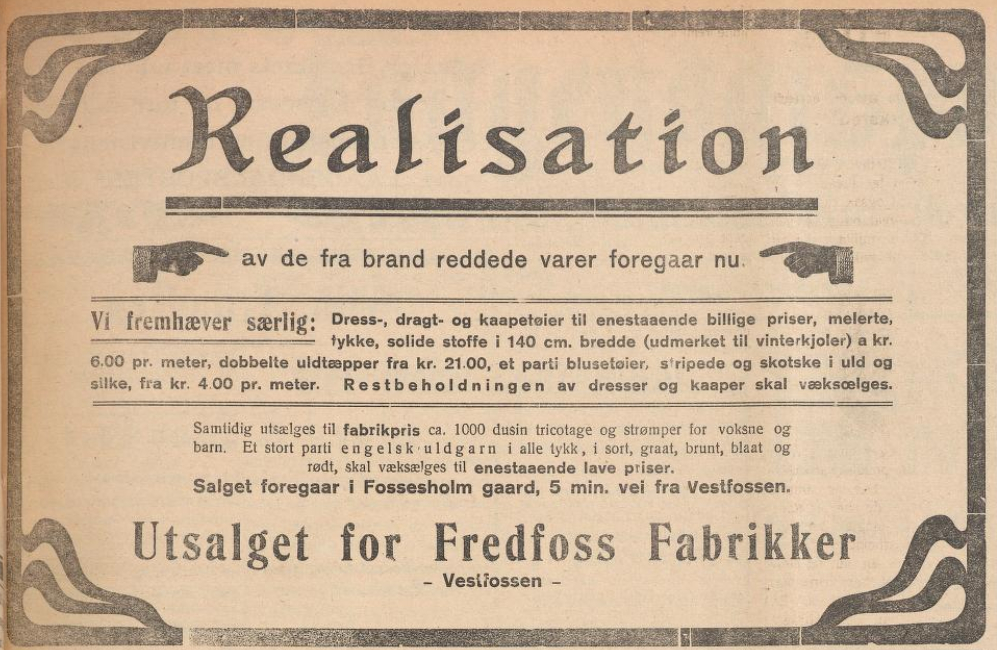 Realisation
av de fra brand reddede varer foregaar nu.
Vi fremhæver særlig: Dress-, dragt- og kaapetøier til enestaaende billige priser, melerte,
tykke, solide stoffe i 140 cm. bredde (udmerket til vinterkjoler) a kr.
6.00 pr. meter, dobbelte uldtæpper fra kr. 21.00, et parti blusetøier, stripede og skotske i uld og
silke, fra kr. 4.00 pr. meter. Restbeholdningen av dresser og kaaper skal væksælges.
Samtidig utsælges til fabrikpris ca. 1000 dusin tricotage og strømper for voksne og
barn. Et stort parti engelsk uldgarn i alle tykk, i sort, graat, brunt, blaat og
rødt, skal væksælges til enestaaende lave priser.
Salget foregaar i Fossesholm gaard, 5 min. vei fra Vestfossen.
Utsalget for Fredfoss Fabrikker
- Vestfossen -